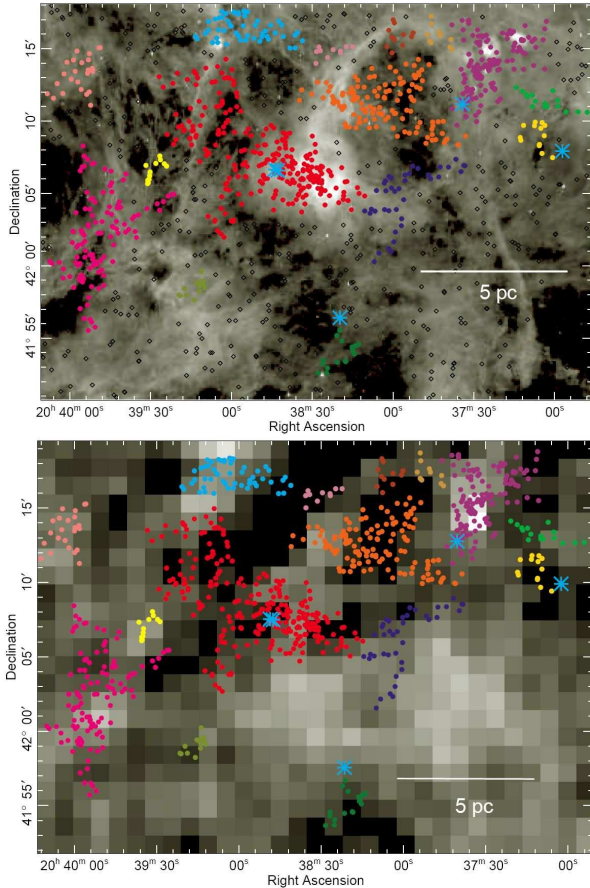 15′
10′
05′
42° 00′
41° 55′
Declination
5 pc
20ʰ 40ᵐ 00ˢ 39ᵐ 30ˢ 00ˢ 38ᵐ 30ˢ 00ˢ 37ᵐ 30ˢ 00ˢ
Right Ascension
15′
10′
05′
42° 00′
41° 55′
Declination
5 pc
20ʰ 40ᵐ 00ˢ 39ᵐ 30ˢ 00ˢ 38ᵐ 30ˢ 00ˢ 37ᵐ 30ˢ 00ˢ
Right Ascension